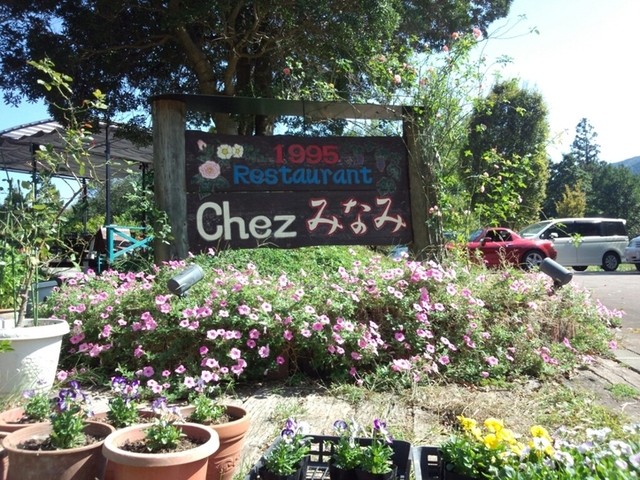 1995
Restaurant
Chez みなみ